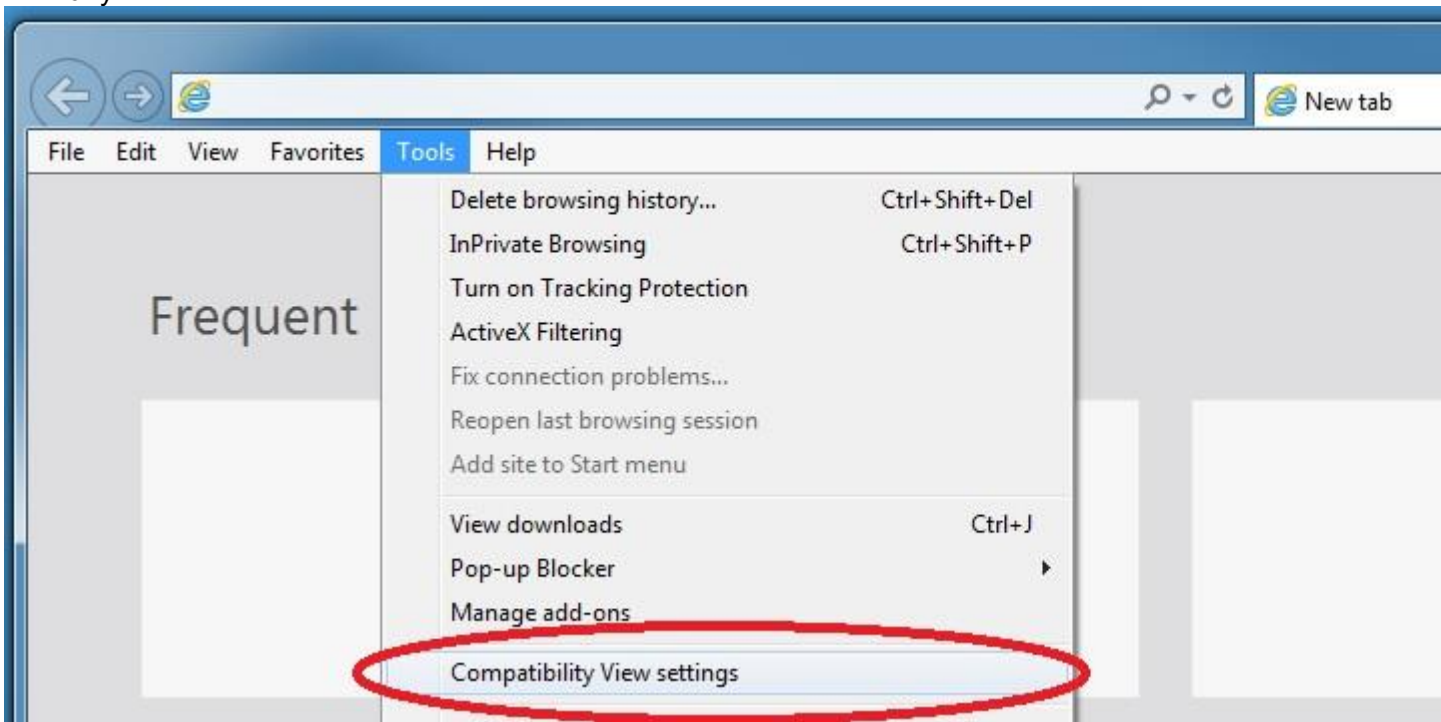 New tab
File Edit View Favorites Tools Help
Delete browsing history... Ctrl+Shift+Del
InPrivate Browsing Ctrl+Shift+P
Turn on Tracking Protection
Frequent
ActiveX Filtering
Fix connection problems...
Reopen last browsing session
Add site to Start menu
View downloads Ctrl+J
Pop-up Blocker
Manage add-ons
Compatibility View settings